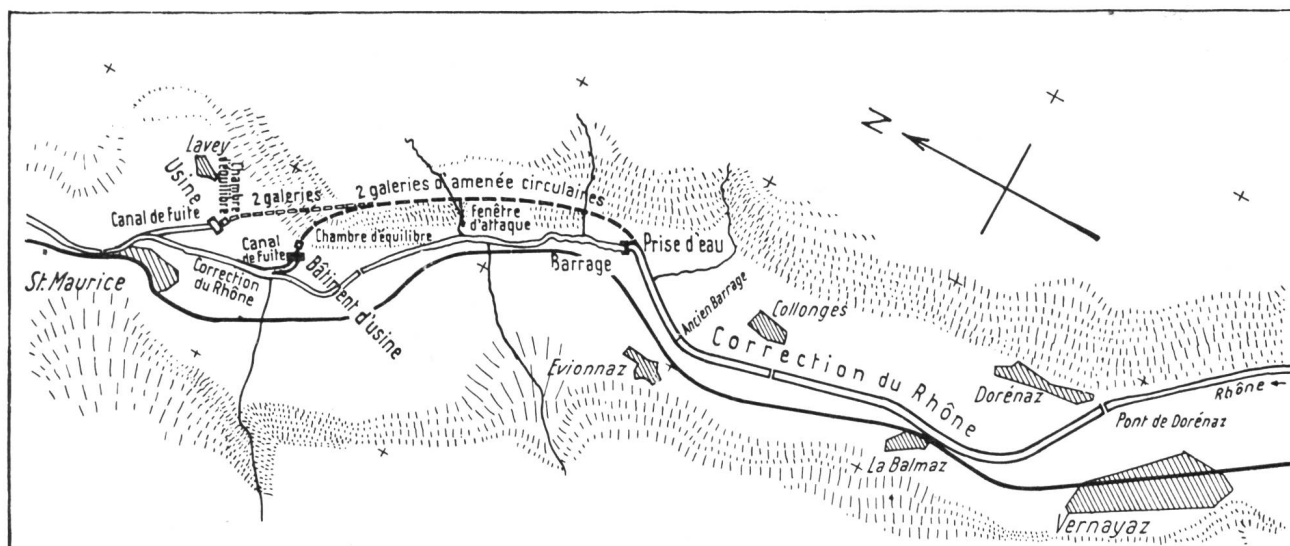 N
Lavey
Usine
Chambre
d'équilibre
Canal de Fuite
2 galeries
2 galeries d'amenée circulaires
Fenêtre
d'attaque
Chambre d'équilibre
Canal
de Fuite
Bâtiment d'usine
Correction
du Rhône
St. Maurice
Barrage
Prise d'eau
Ancien Barrage
Collonges
Correction du Rhône
Evionnaz
Dorénaz
Rhône
Pont de Dorénaz
La Balmaz
Vernayaz